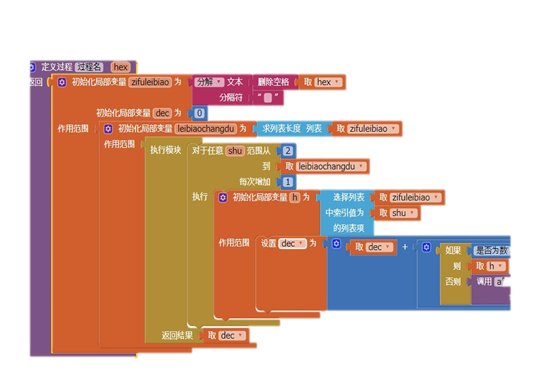 定义过程 过程名 hex
返回 初始化局部变量 zifuleibiao 为 分解 文本 删除空格 取 hex
分隔符 “ ”
初始化局部变量 dec 为 0
作用范围 初始化局部变量 leibiaochangdu 为 求列表长度 列表 取 zifuleibiao
作用范围 执行模块 对于任意 shu 范围从 2
到 取 leibiaochangdu
每次增加 1
执行 初始化局部变量 h 为 选择列表 取 zifuleibiao
中索引值为 取 shu
的列表项
作用范围 设置 dec 为 取 dec + 如果 是否为数
则 取 h
否则 调用 a
返回结果 取 dec